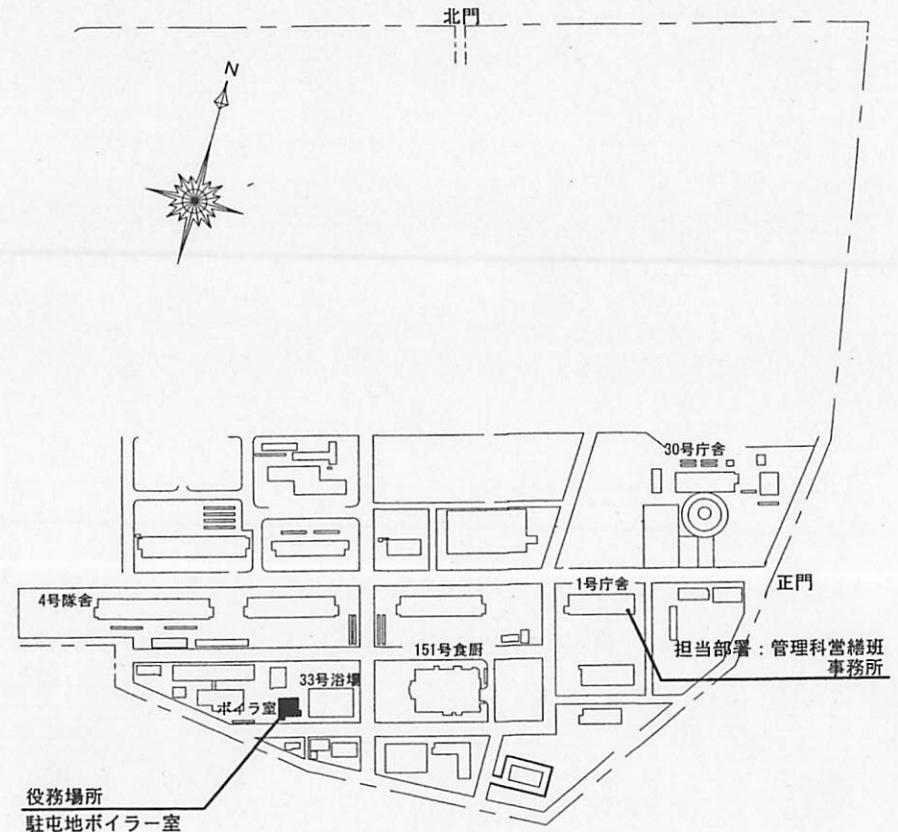 北門
N
30号庁舎
正門
1号庁舎
4号隊舎
担当部署:管理科営繕班
事務所
151号食厨
33号浴場
ボイラ室
役務場所
駐屯地ボイラー室